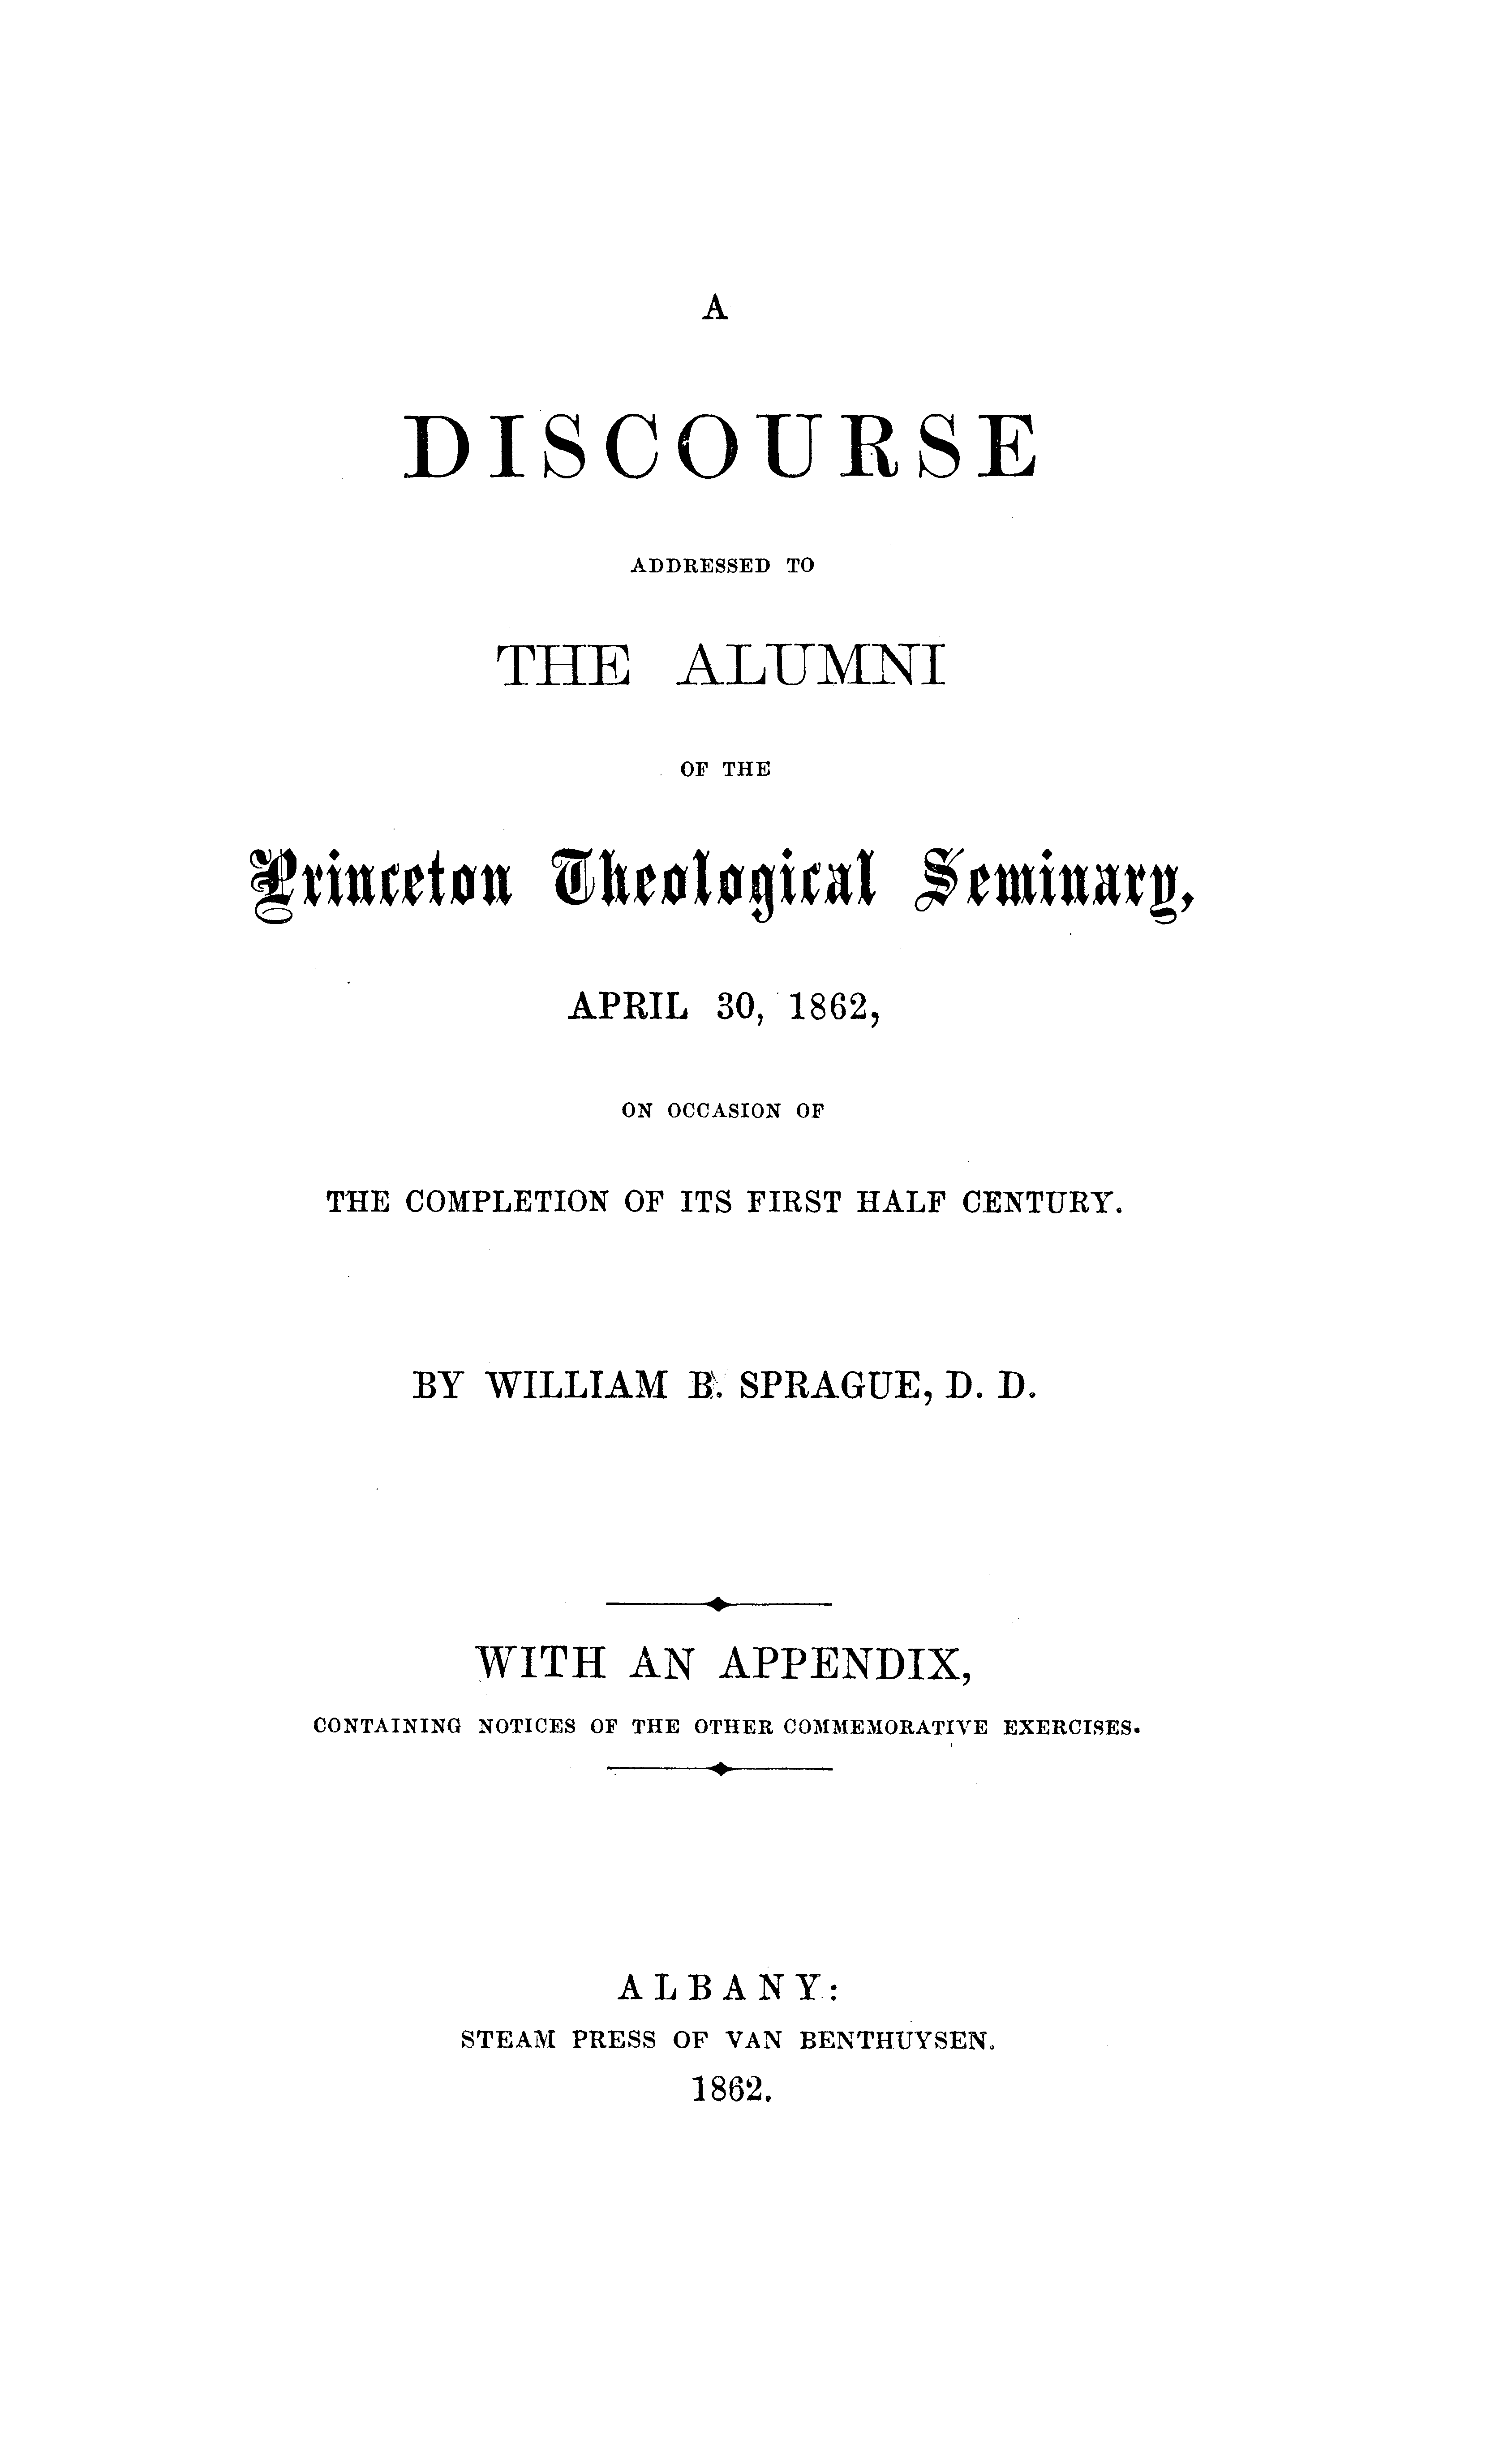 A
DISCOURSE
ADDRESSED TO
THE ALUMNI
OF THE
Princeton Theological Seminary,
APRIL 30, 1862,
ON OCCASION OF
THE COMPLETION OF ITS FIRST HALF CENTURY.
BY WILLIAM B. SPRAGUE, D. D.
WITH AN APPENDIX,
CONTAINING NOTICES OF THE OTHER COMMEMORATIVE EXERCISES.
ALBANY:
STEAM PRESS OF VAN BENTHUYSEN.
1862.